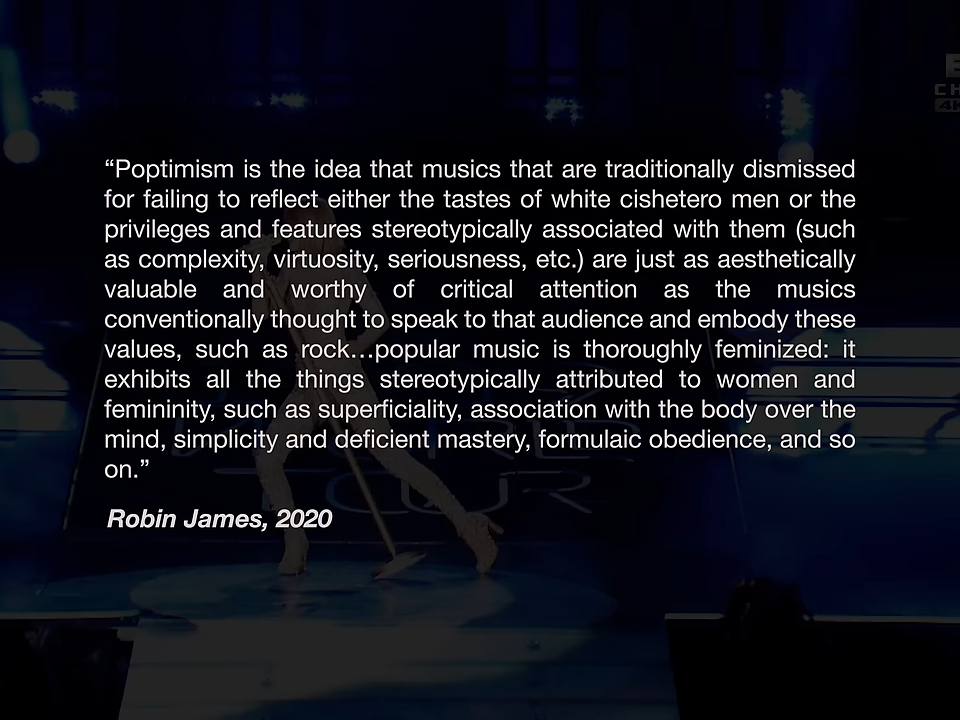 “Poptimism is the idea that musics that are traditionally dismissed
for failing to reflect either the tastes of white cishetero men or the
privileges and features stereotypically associated with them (such
as complexity, virtuosity, seriousness, etc.) are just as aesthetically
valuable and worthy of critical attention as the musics
conventionally thought to speak to that audience and embody these
values, such as rock…popular music is thoroughly feminized: it
exhibits all the things stereotypically attributed to women and
femininity, such as superficiality, association with the body over the
mind, simplicity and deficient mastery, formulaic obedience, and so
on.”
Robin James, 2020
TOUR